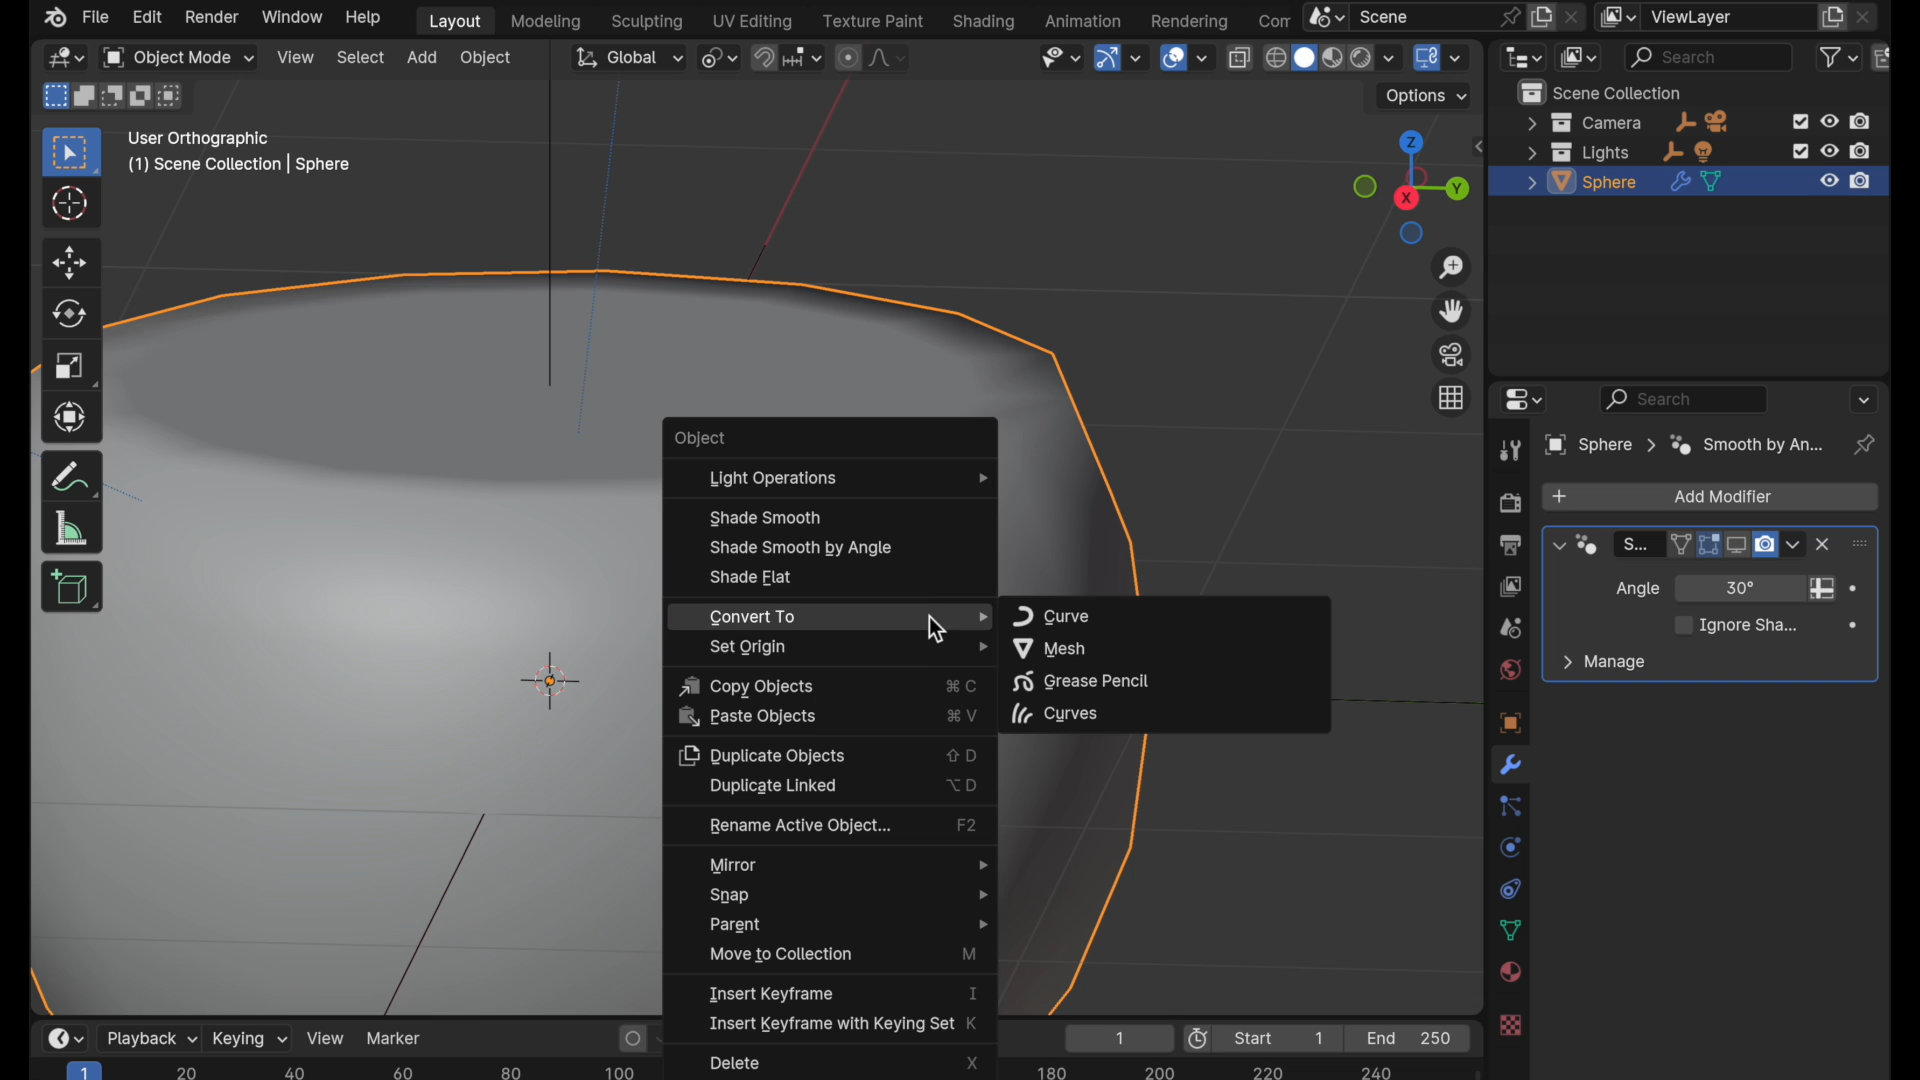 File Edit Render Window Help Layout Modeling Sculpting UV Editing Texture Paint Shading Animation Rendering Scene ViewLayer
Object Mode View Select Add Object Global Search
Options
User Orthographic
(1) Scene Collection | Sphere
Z
Y
X
Scene Collection
Camera
Lights
Sphere
Search
Sphere Smooth by An...
Add Modifier
S...
Angle 30°
Ignore Sha...
Manage
Object
Light Operations
Shade Smooth
Shade Smooth by Angle
Shade Flat
Convert To
Set Origin
Copy Objects ⌘ C
Paste Objects ⌘ V
Duplicate Objects ⇧ D
Duplicate Linked ⌥ D
Rename Active Object... F2
Mirror
Snap
Parent
Move to Collection M
Insert Keyframe I
Insert Keyframe with Keying Set K
Delete X
Curve
Mesh
Grease Pencil
Curves
Playback Keying View Marker 1 Start 1 End 250
1 20 40 60 80 100 180 200 220 240